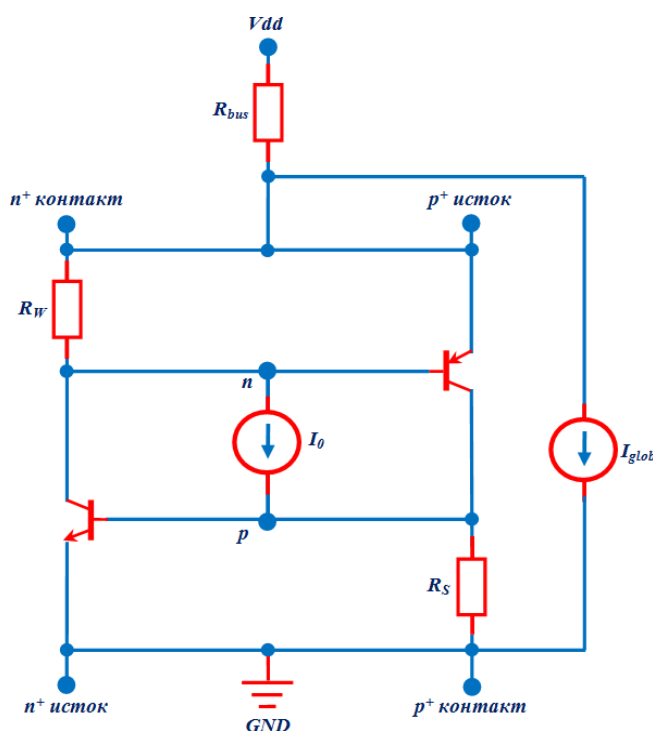 Vdd
R_bus
n⁺ контакт
p⁺ исток
R_W
n
I_0
I_glob
p
R_S
n⁺ исток
GND
p⁺ контакт